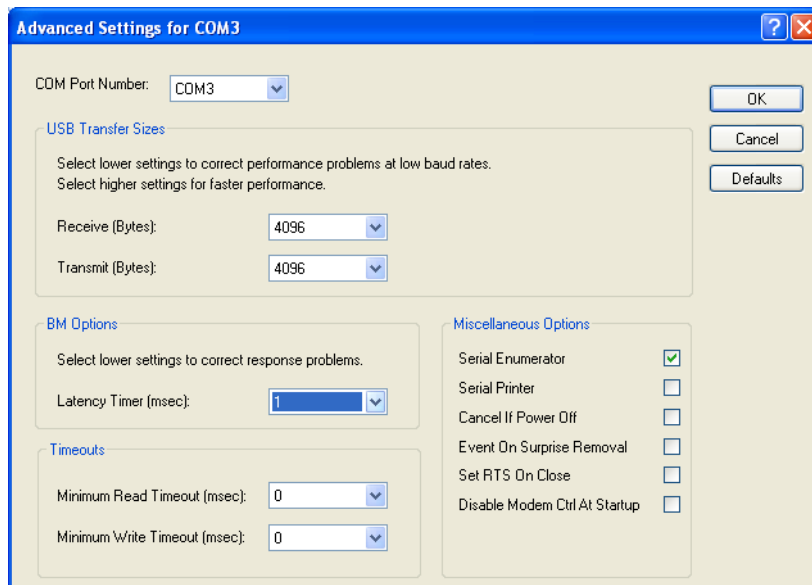 Advanced Settings for COM3
COM Port Number: COM3
OK
USB Transfer Sizes
Cancel
Select lower settings to correct performance problems at low baud rates.
Select higher settings for faster performance.
Defaults
Receive (Bytes): 4096
Transmit (Bytes): 4096
BM Options
Select lower settings to correct response problems.
Latency Timer (msec): 1
Timeouts
Minimum Read Timeout (msec): 0
Minimum Write Timeout (msec): 0
Miscellaneous Options
Serial Enumerator
Serial Printer
Cancel If Power Off
Event On Surprise Removal
Set RTS On Close
Disable Modem Ctrl At Startup